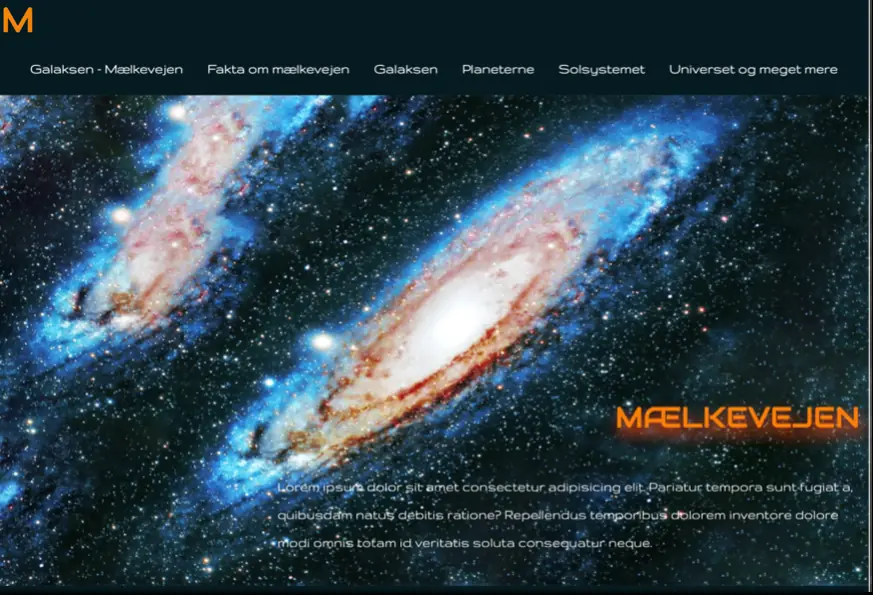 M
Galaksen - Mælkevejen Fakta om mælkevejen Galaksen Planeterne Solsystemet Universet og meget mere
MÆLKEVEJEN
Lorem ipsum dolor sit amet consectetur adipisicing elit. Pariatur tempora sunt fugiat a,
quibusdam natus debitis ratione? Repellendus temporibus dolorem inventore dolore
modi omnis totam id veritatis soluta consequatur neque.